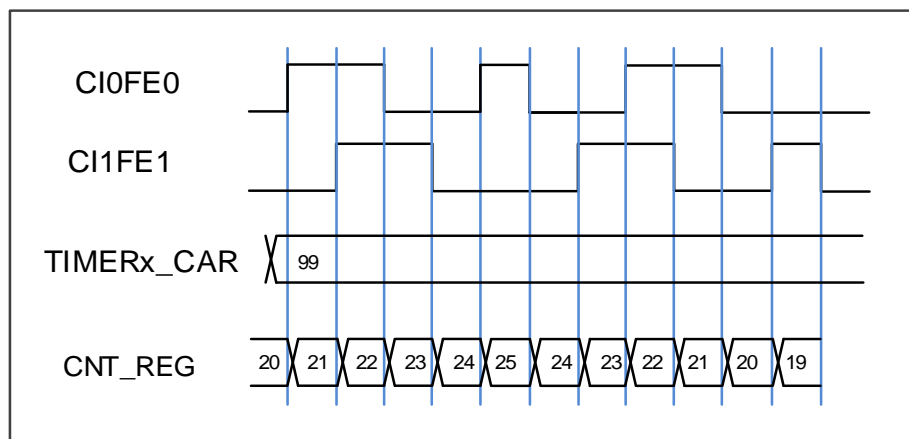 CI0FE0
CI1FE1
TIMERx_CAR 99
CNT_REG 20 21 22 23 24 25 24 23 22 21 20 19